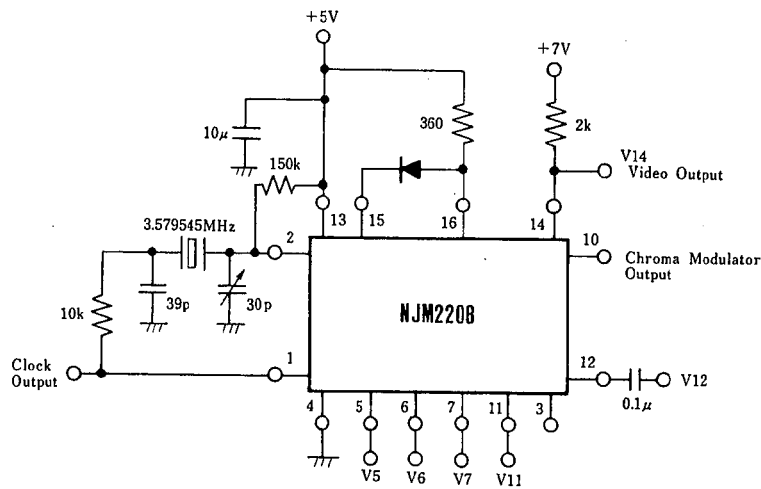 +5V
+7V
10μ
360
2k
V14
Video Output
150k
13
15
16
14
3.579545MHz
2
10
Chroma Modulator
Output
39p
30p
10k
NJM2208
Clock
Output
1
12
V12
0.1μ
4
5
6
7
11
3
V5
V6
V7
V11